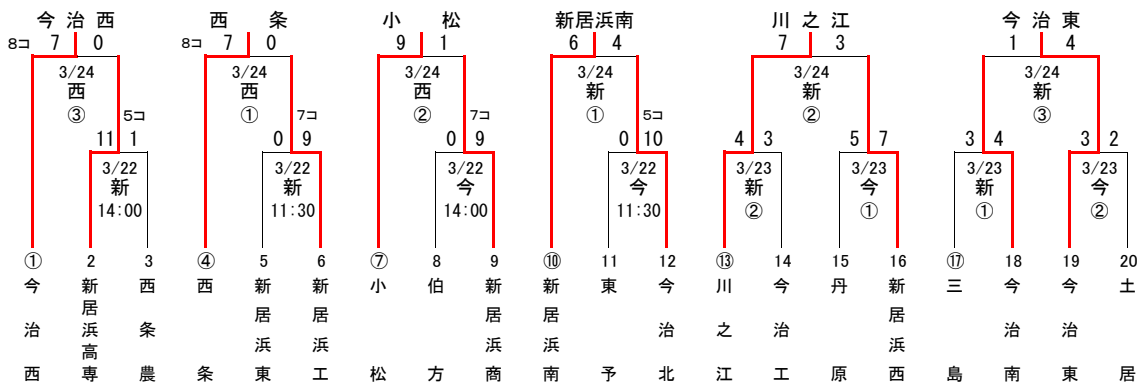 今治西 西条 小松 新居浜南 川之江 今治東
8コ 7 0 8コ 7 0 9 1 6 4 7 3 1 4
3/24 3/24 3/24 3/24 3/24 3/24
西 西 西 新 新 新
③ ① ② ① ② ③
5コ 7コ 7コ 5コ
11 1 0 9 0 9 0 10 4 3 5 7 3 4 3 2
3/22 3/22 3/22 3/22 3/23 3/23 3/23 3/23
新 新 今 今 新 今 新 今
14:00 11:30 14:00 11:30 ② ① ① ②
① 2 3 ④ 5 6 ⑦ 8 9 ⑩ 11 12 ⑬ 14 15 16 ⑰ 18 19 20
今治西
新居浜高専
西条農
西条
新居浜東
新居浜工
小松
伯方
新居浜商
新居浜南
東予
今治北
川之江
今治工
丹原
新居浜西
三島
今治南
今治東
土居